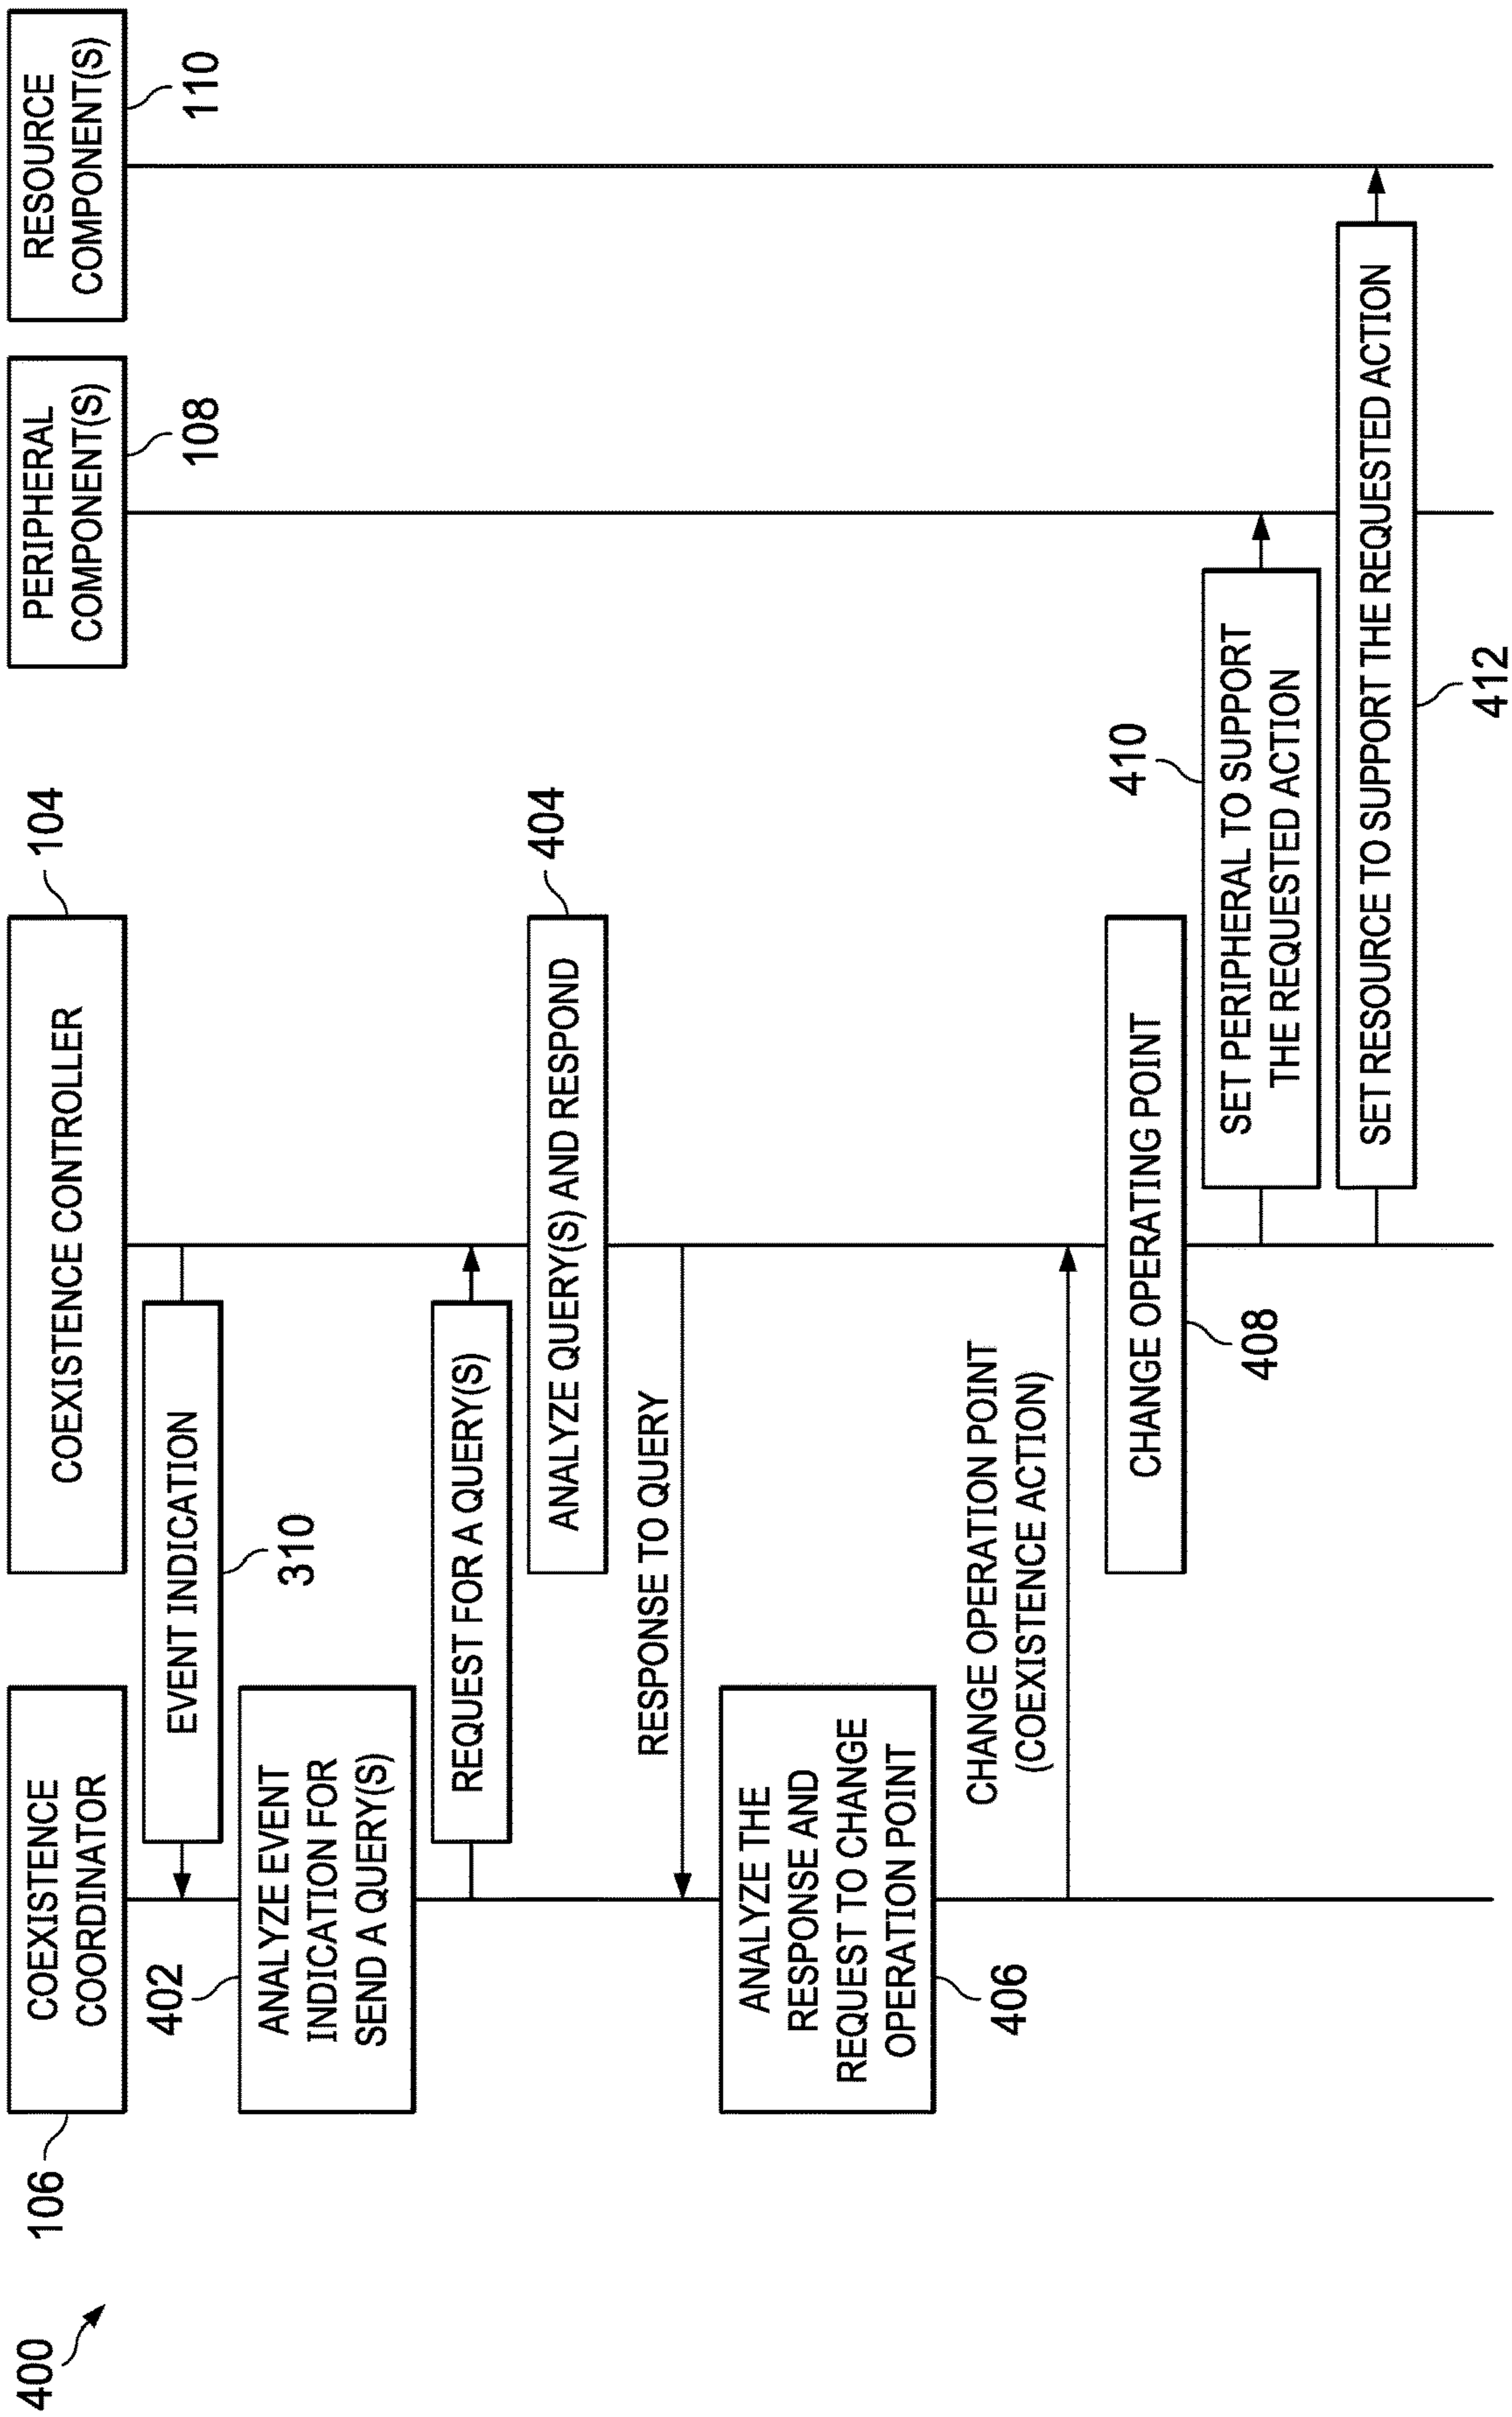 400
106
COEXISTENCE
COORDINATOR
COEXISTENCE CONTROLLER
104
PERIPHERAL
COMPONENT(S)
108
RESOURCE
COMPONENT(S)
110
EVENT INDICATION
310
402
ANALYZE EVENT
INDICATION FOR
SEND A QUERY(S)
REQUEST FOR A QUERY(S)
ANALYZE QUERY(S) AND RESPOND
404
RESPONSE TO QUERY
ANALYZE THE
RESPONSE AND
REQUEST TO CHANGE
OPERATION POINT
406
CHANGE OPERATION POINT
(COEXISTENCE ACTION)
CHANGE OPERATING POINT
408
410
SET PERIPHERAL TO SUPPORT
THE REQUESTED ACTION
SET RESOURCE TO SUPPORT THE REQUESTED ACTION
412